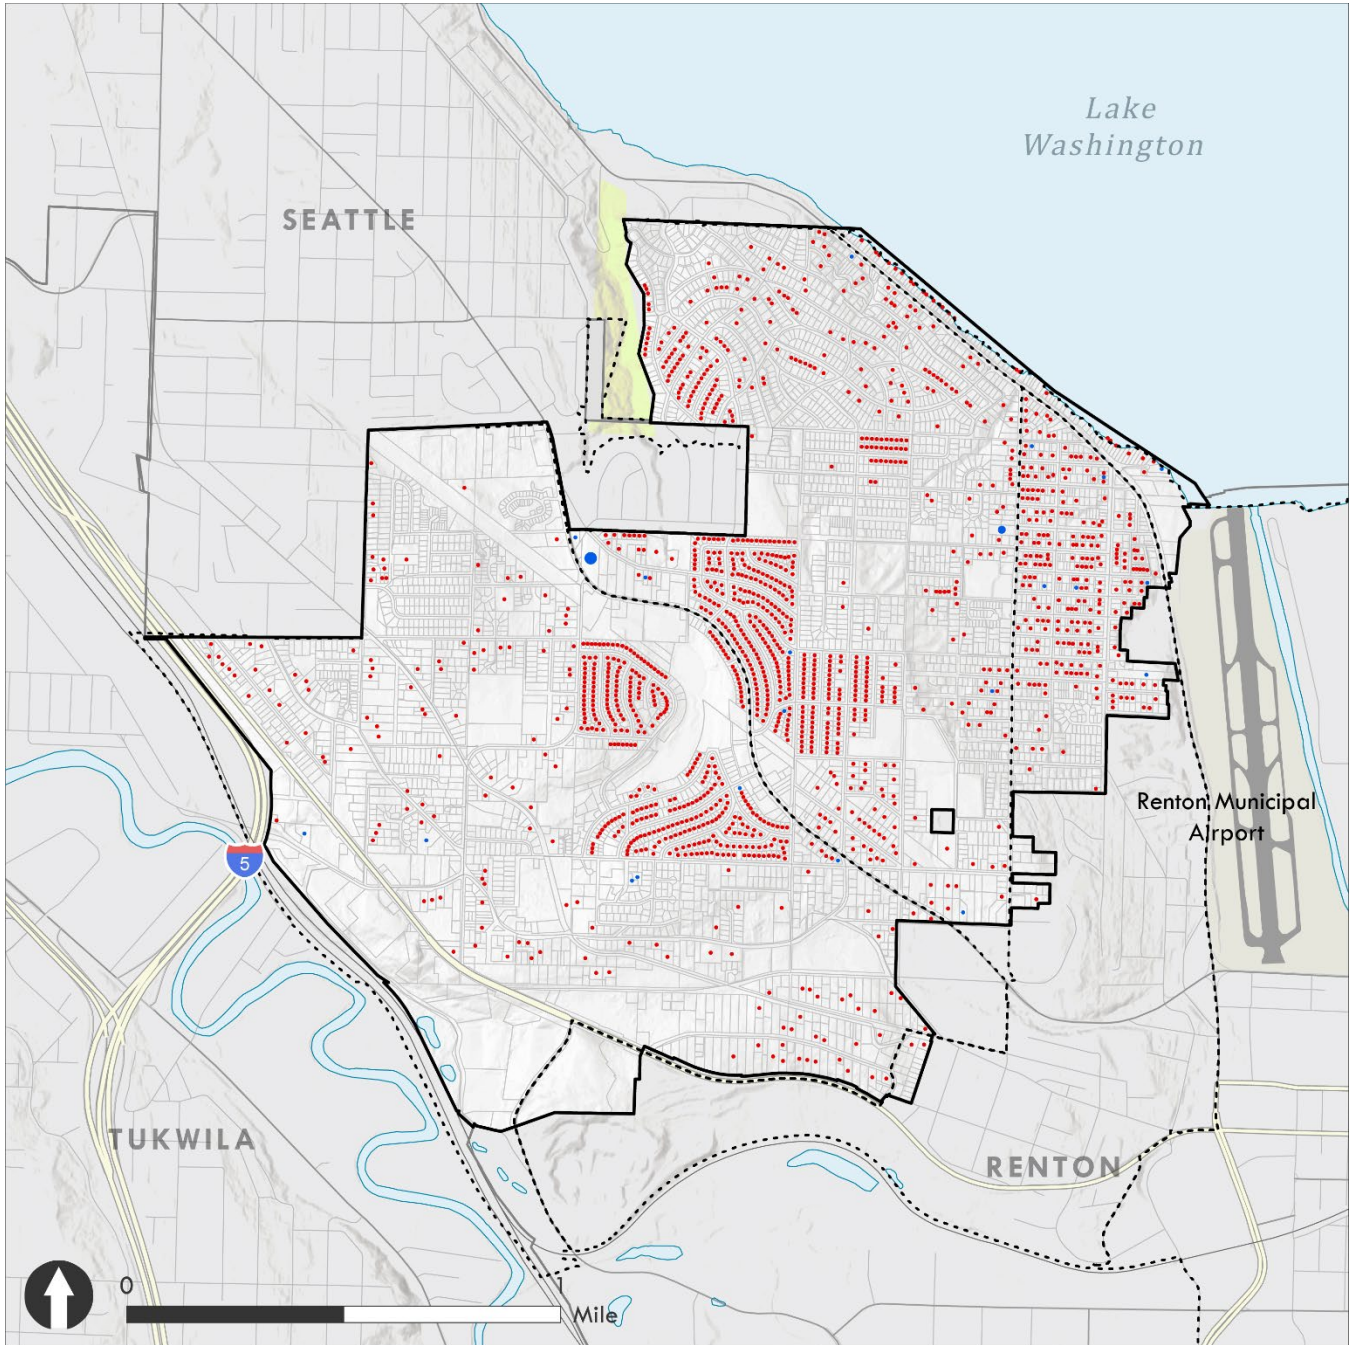 Lake
Washington
SEATTLE
Renton Municipal
Airport
5
TUKWILA
RENTON
0 1
Mile